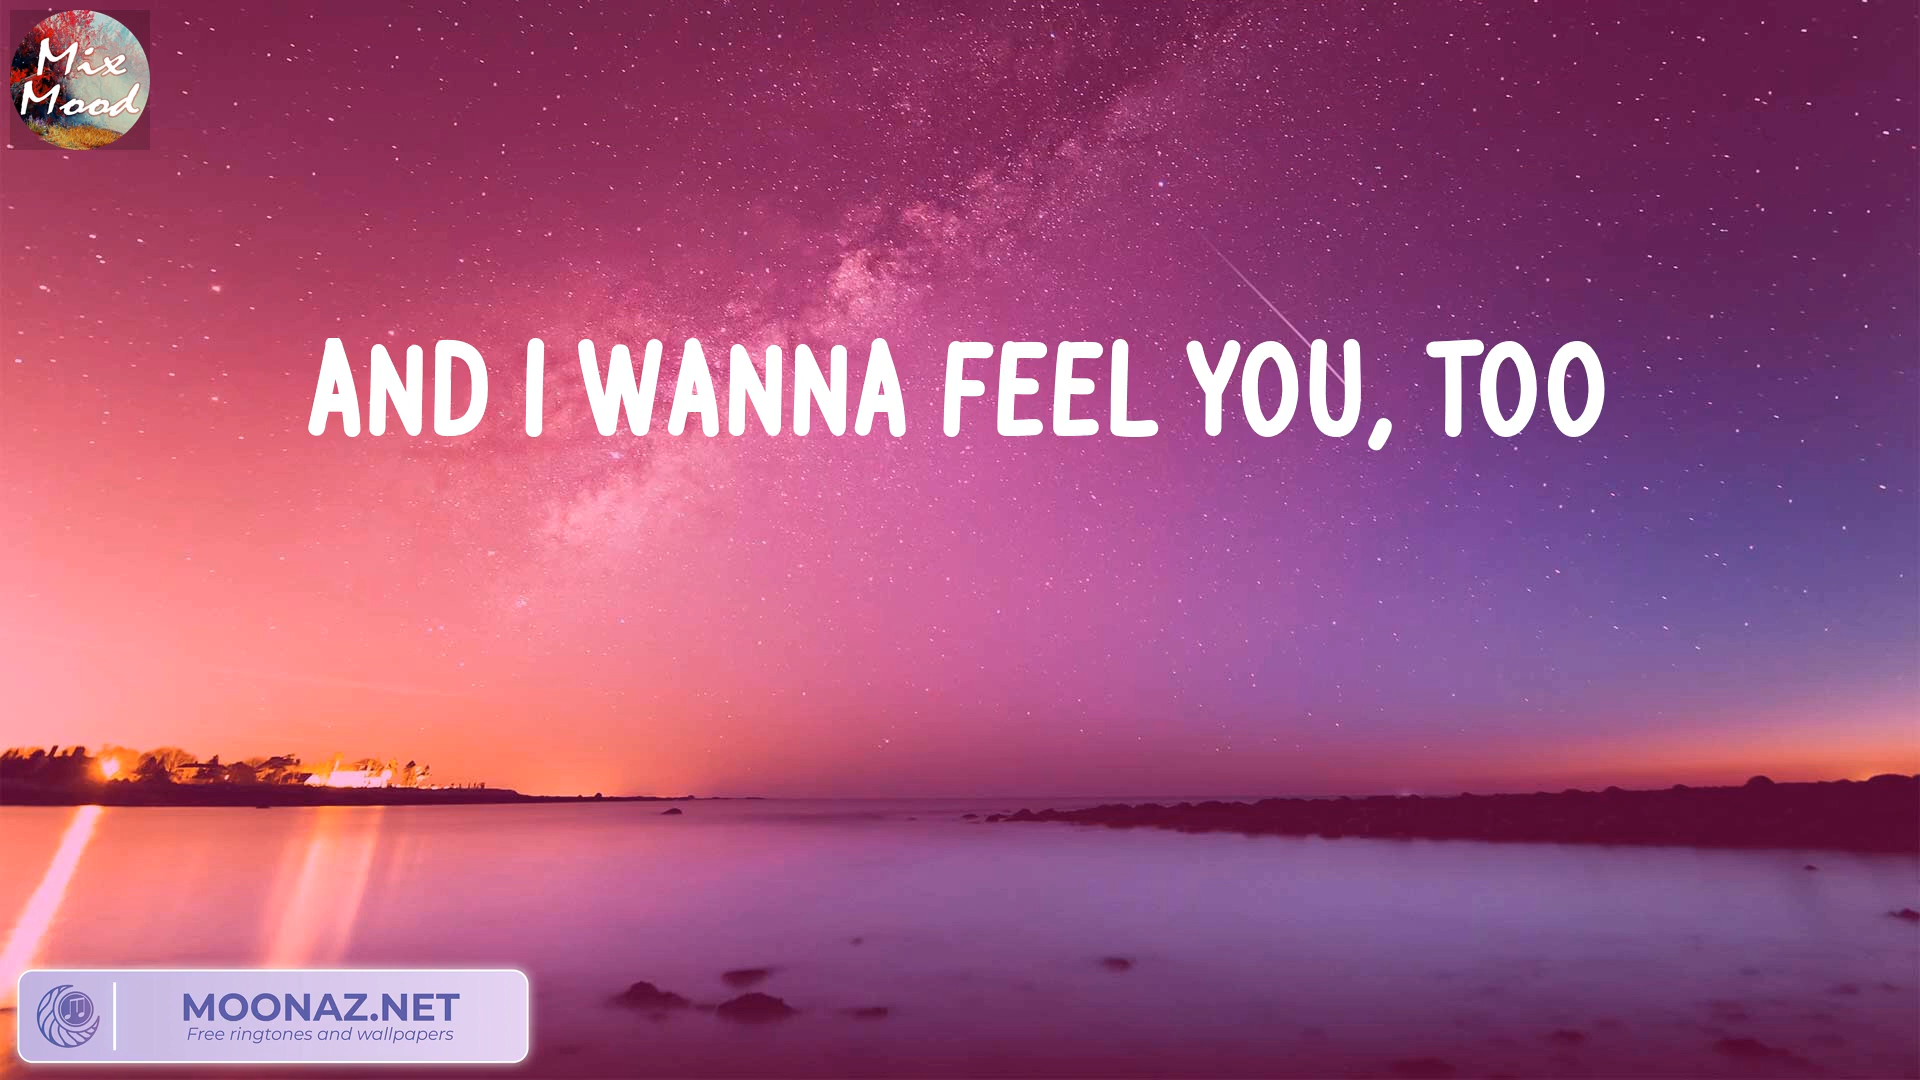 Mix
Mood
AND I WANNA FEEL YOU, TOO
MOONAZ.NET
Free ringtones and wallpapers